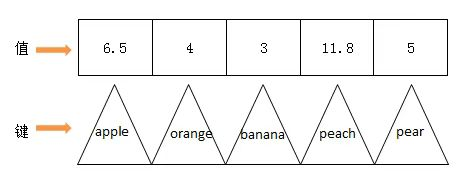 值 6.5 4 3 11.8 5
键 apple orange banana peach pear